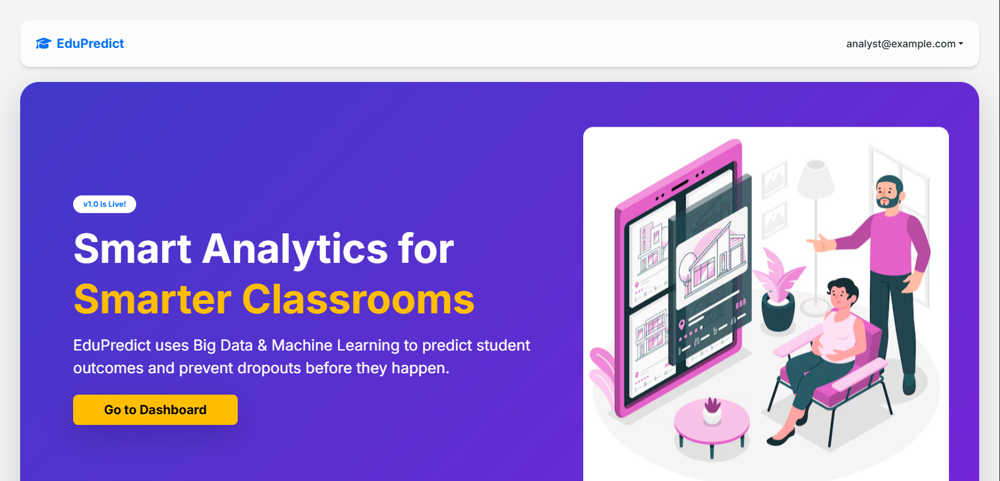 EduPredict
analyst@example.com
v1.0 is Live!
Smart Analytics for
Smarter Classrooms
EduPredict uses Big Data & Machine Learning to predict student
outcomes and prevent dropouts before they happen.
Go to Dashboard
$$$